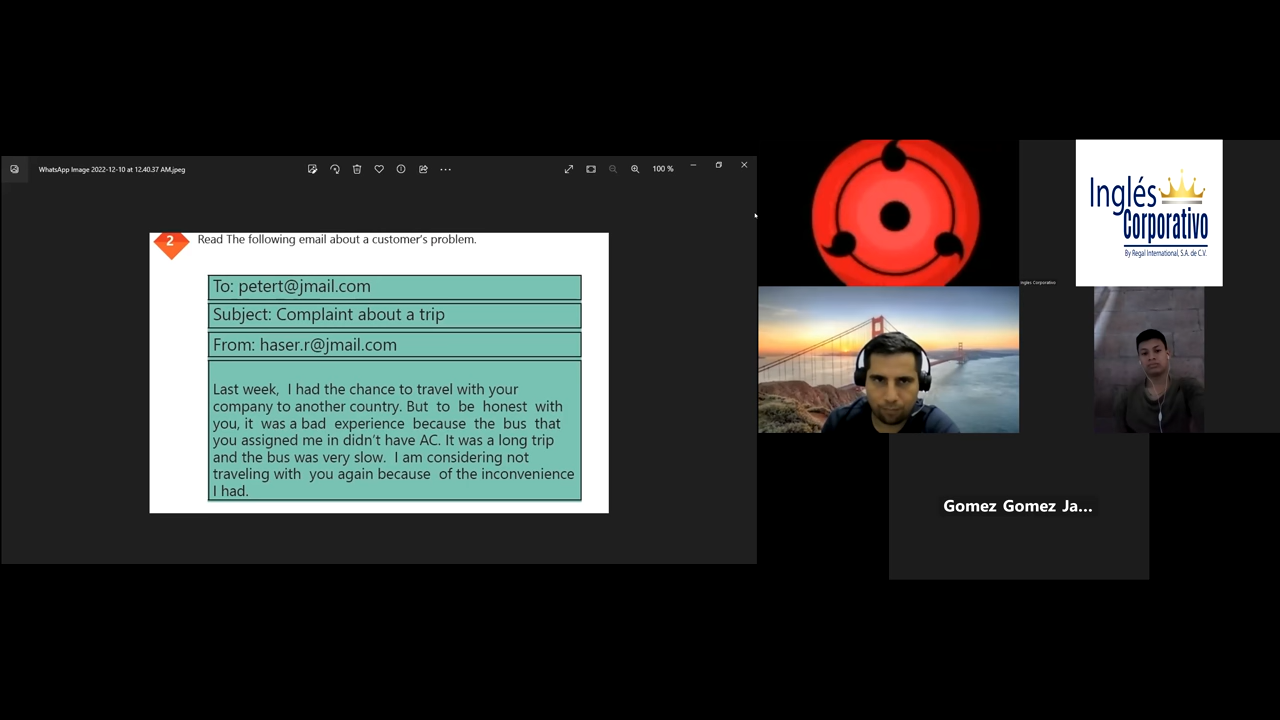 WhatsApp Image 2022-12-10 at 12.40.37 AM.jpeg
100 %
2
Read The following email about a customer's problem.
To: petert@jmail.com
Subject: Complaint about a trip
From: haser.r@jmail.com
Last week, I had the chance to travel with your
company to another country. But to be honest with
you, it was a bad experience because the bus that
you assigned me in didn't have AC. It was a long trip
and the bus was very slow. I am considering not
traveling with you again because of the inconvenience
I had.
Inglés
Corporativo
By Regal International, S.A. de C.V.
Inglés Corporativo
Gomez Gomez Ja...